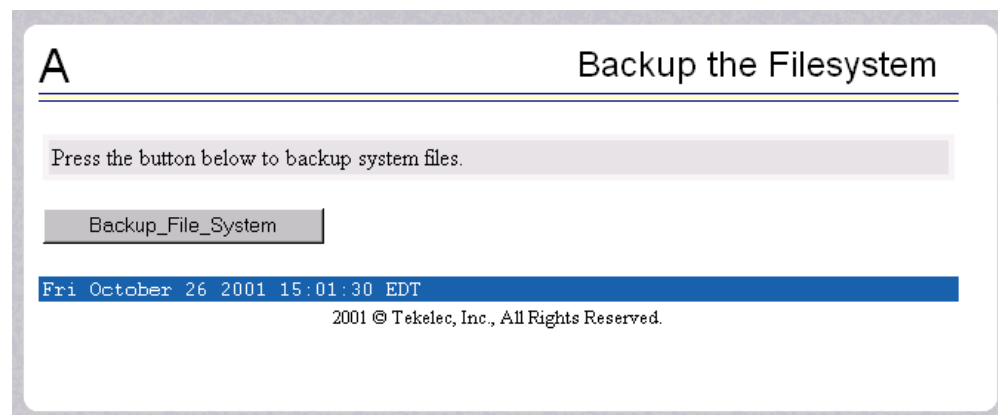 A
Backup the Filesystem
Press the button below to backup system files.
Backup_File_System
Fri October 26 2001 15:01:30 EDT
2001 © Tekelec, Inc., All Rights Reserved.